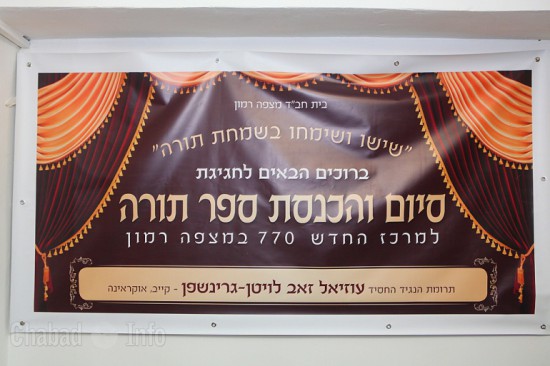 בית חב"ד מצפה רמון
"שישו ושימחו בשמחת תורה"
ברוכים הבאים לחגיגת
סיום והכנסת ספר תורה
למרכז החדש 770 במצפה רמון
תרומת הנגיד החסיד עוזיאל זאב לויטן-גרינשפן - קייב, אוקראינה
Chabad Info